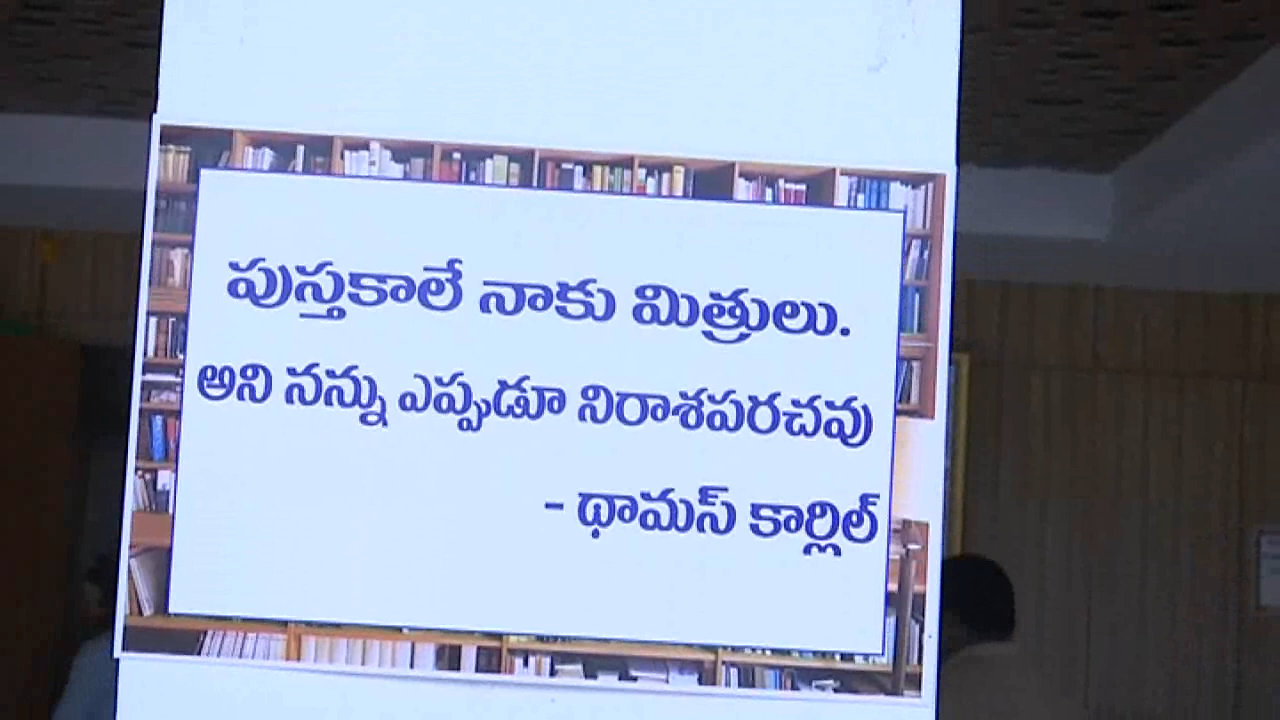 పుస్తకాలే నాకు మిత్రులు.
అని నన్ను ఎప్పుడూ నిరాశపరచవు
- థామస్ కార్లిల్